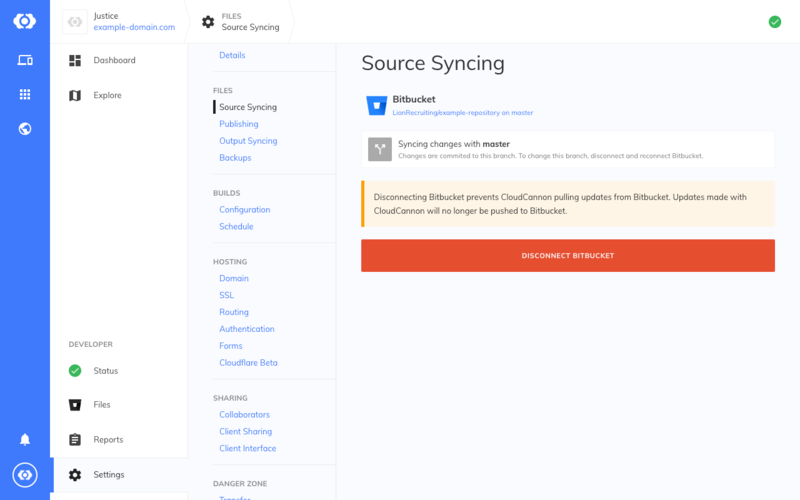 Justice
example-domain.com
FILES
Source Syncing
Dashboard
Explore
DEVELOPER
Status
Files
Reports
Settings
Details
FILES
Source Syncing
Publishing
Output Syncing
Backups
BUILDS
Configuration
Schedule
HOSTING
Domain
SSL
Routing
Authentication
Forms
Cloudflare Beta
SHARING
Collaborators
Client Sharing
Client Interface
DANGER ZONE
Transfer
Source Syncing
Bitbucket
LionRecruiting/example-repository on master
Syncing changes with master
Changes are commited to this branch. To change this branch, disconnect and reconnect Bitbucket.
Disconnecting Bitbucket prevents CloudCannon pulling updates from Bitbucket. Updates made with
CloudCannon will no longer be pushed to Bitbucket.
DISCONNECT BITBUCKET